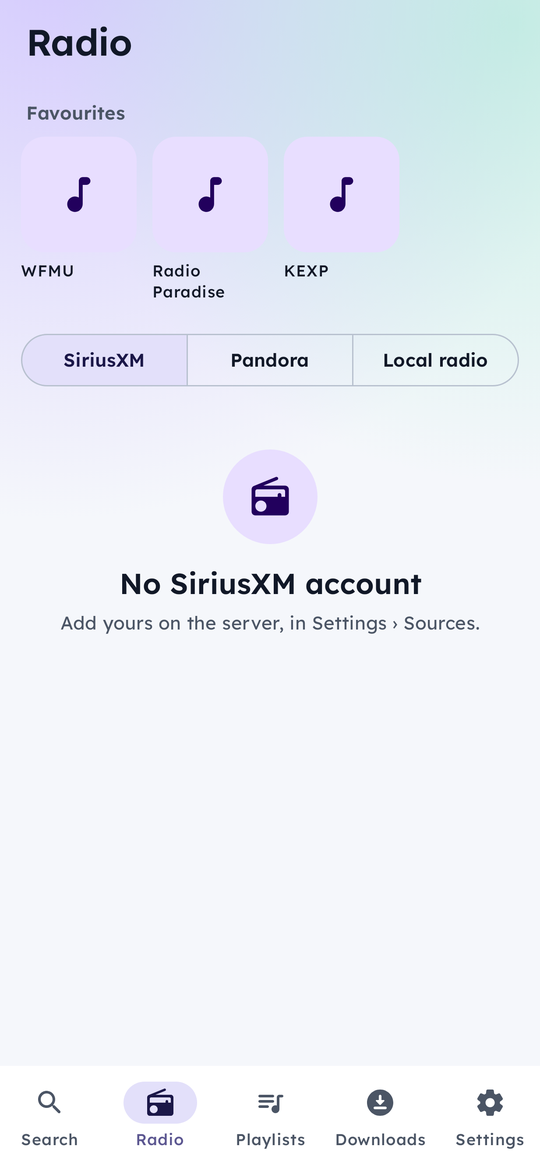 Radio
Favourites
WFMU
Radio
Paradise
KEXP
SiriusXM
Pandora
Local radio
No SiriusXM account
Add yours on the server, in Settings › Sources.
Search
Radio
Playlists
Downloads
Settings